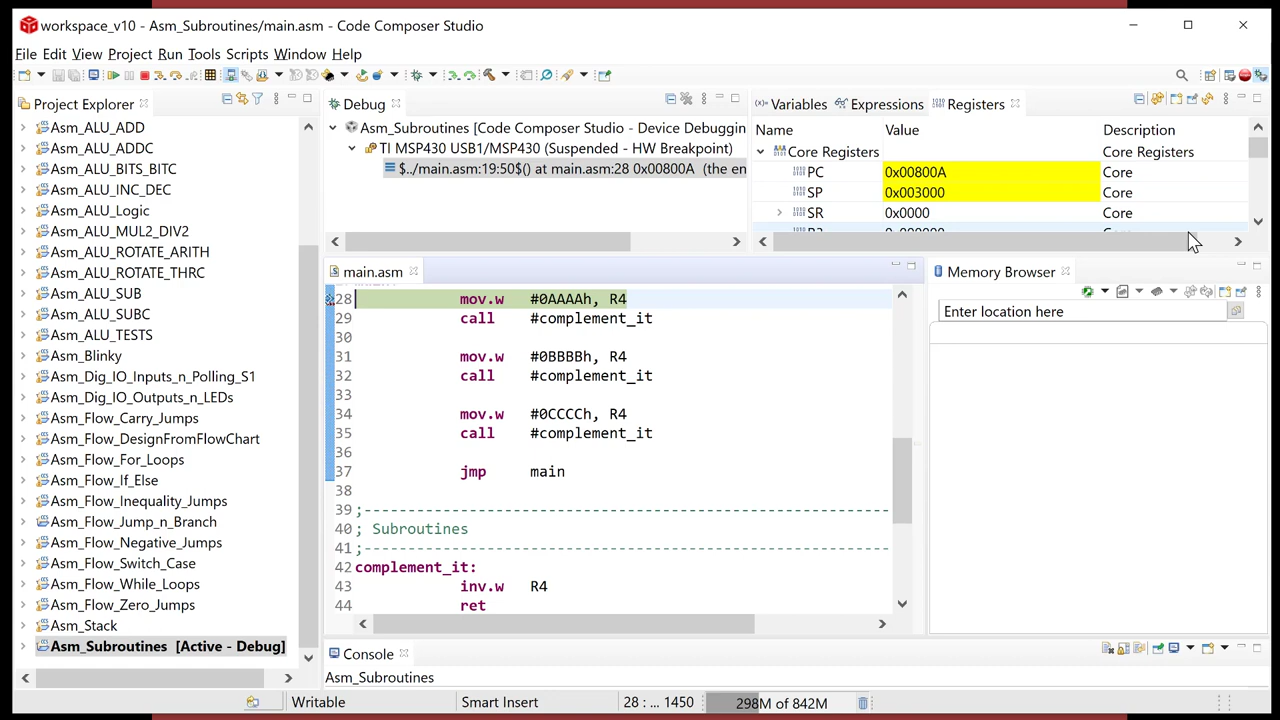 workspace_v10 - Asm_Subroutines/main.asm - Code Composer Studio
File Edit View Project Run Tools Scripts Window Help
Project Explorer
Asm_ALU_ADD
Asm_ALU_ADDC
Asm_ALU_BITS_BITC
Asm_ALU_INC_DEC
Asm_ALU_Logic
Asm_ALU_MUL2_DIV2
Asm_ALU_ROTATE_ARITH
Asm_ALU_ROTATE_THRC
Asm_ALU_SUB
Asm_ALU_SUBC
Asm_ALU_TESTS
Asm_Blinky
Asm_Dig_IO_Inputs_n_Polling_S1
Asm_Dig_IO_Outputs_n_LEDs
Asm_Flow_Carry_Jumps
Asm_Flow_DesignFromFlowChart
Asm_Flow_For_Loops
Asm_Flow_If_Else
Asm_Flow_Inequality_Jumps
Asm_Flow_Jump_n_Branch
Asm_Flow_Negative_Jumps
Asm_Flow_Switch_Case
Asm_Flow_While_Loops
Asm_Flow_Zero_Jumps
Asm_Stack
Asm_Subroutines [Active - Debug]
Debug
Asm_Subroutines [Code Composer Studio - Device Debuggin
TI MSP430 USB1/MSP430 (Suspended - HW Breakpoint)
$../main.asm:19:50$() at main.asm:28 0x00800A (the en
Variables Expressions Registers
Name Value Description
Core Registers Core Registers
PC 0x00800A Core
SP 0x003000 Core
SR 0x0000 Core
main.asm
28 mov.w #0AAAAh, R4
29 call #complement_it
30
31 mov.w #0BBBBh, R4
32 call #complement_it
33
34 mov.w #0CCCCh, R4
35 call #complement_it
36
37 jmp main
38
39 ;-------------------------------------------------------------
40 ; Subroutines
41 ;-------------------------------------------------------------
42 complement_it:
43 inv.w R4
44 ret
Memory Browser
Enter location here
Console
Asm_Subroutines
Writable Smart Insert 28 : ... 1450 298M of 842M